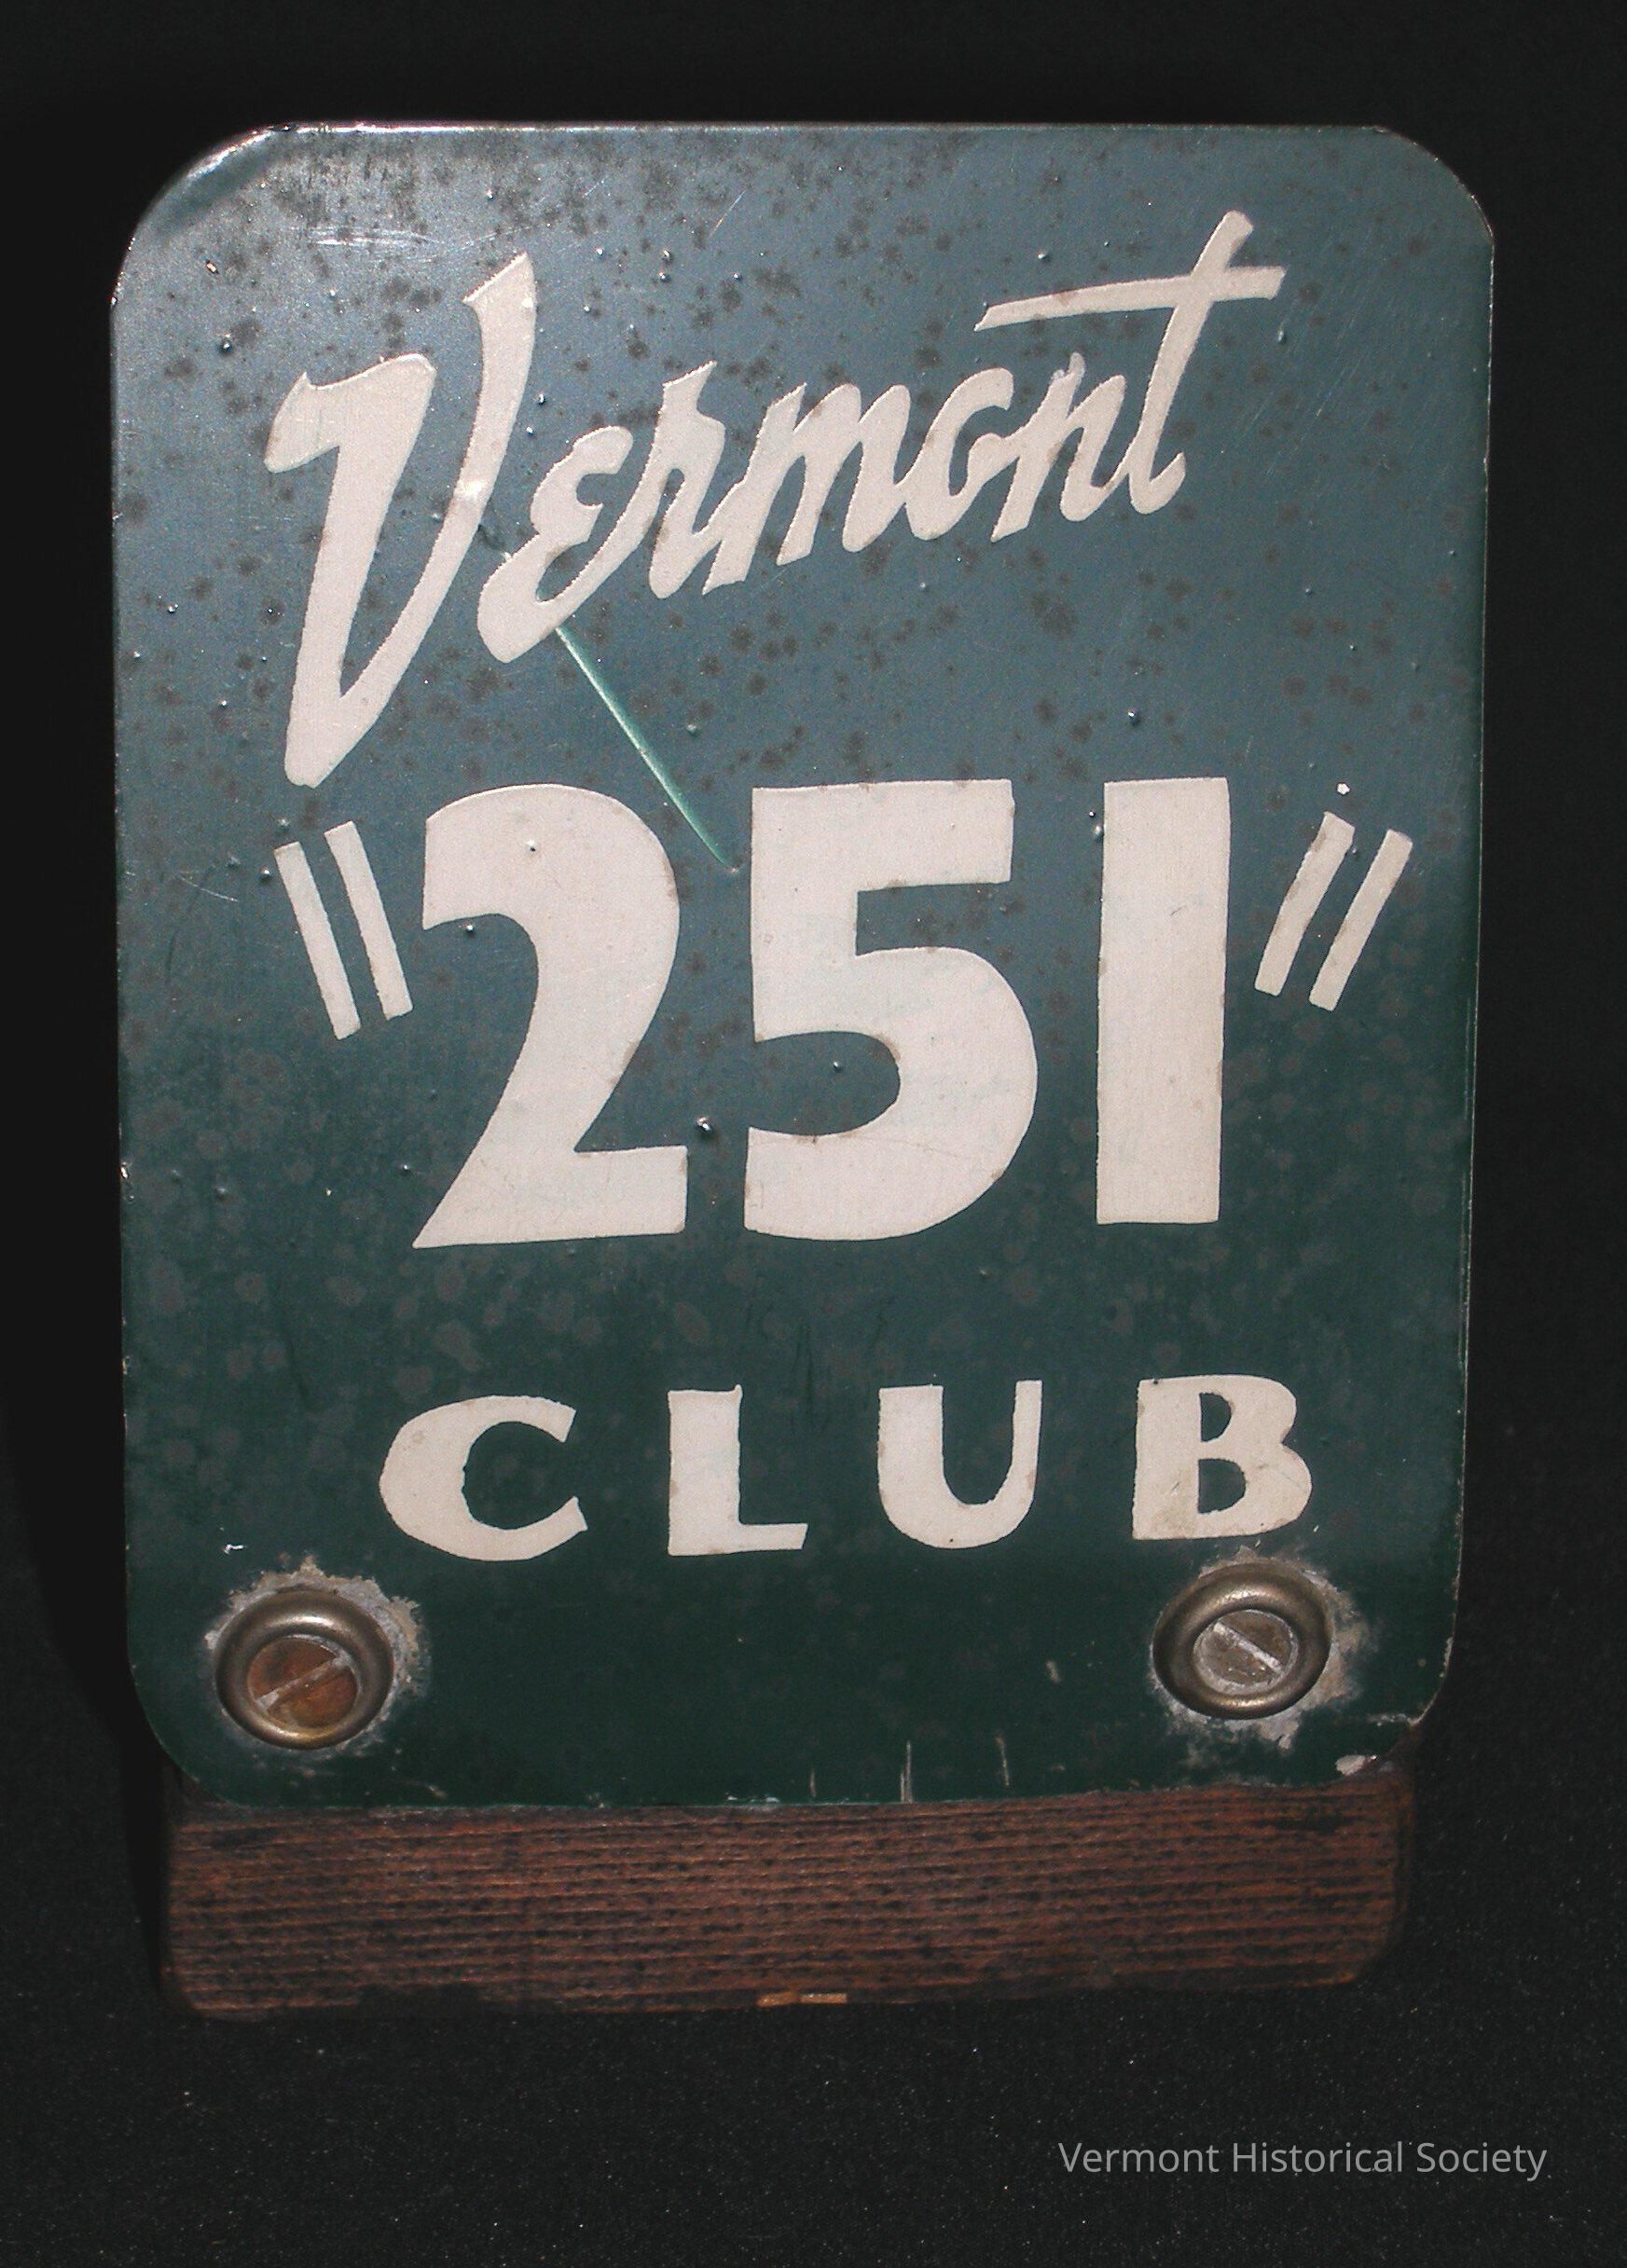 Vermont
"251"
CLUB
Vermont Historical Society